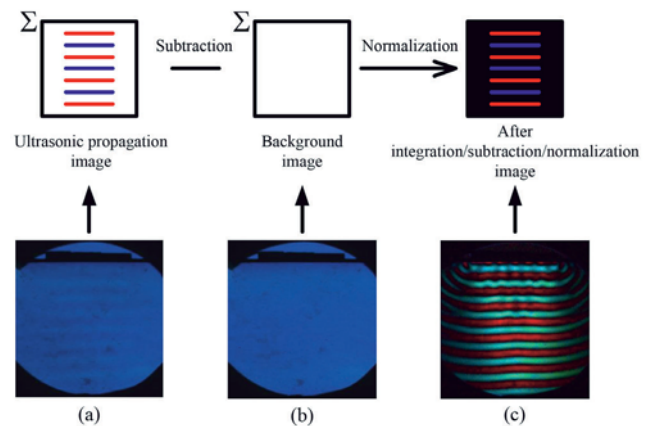 Σ
Subtraction
Σ
Normalization
Ultrasonic propagation
image
Background
image
After
integration/subtraction/normalization
image
(a)
(b)
(c)